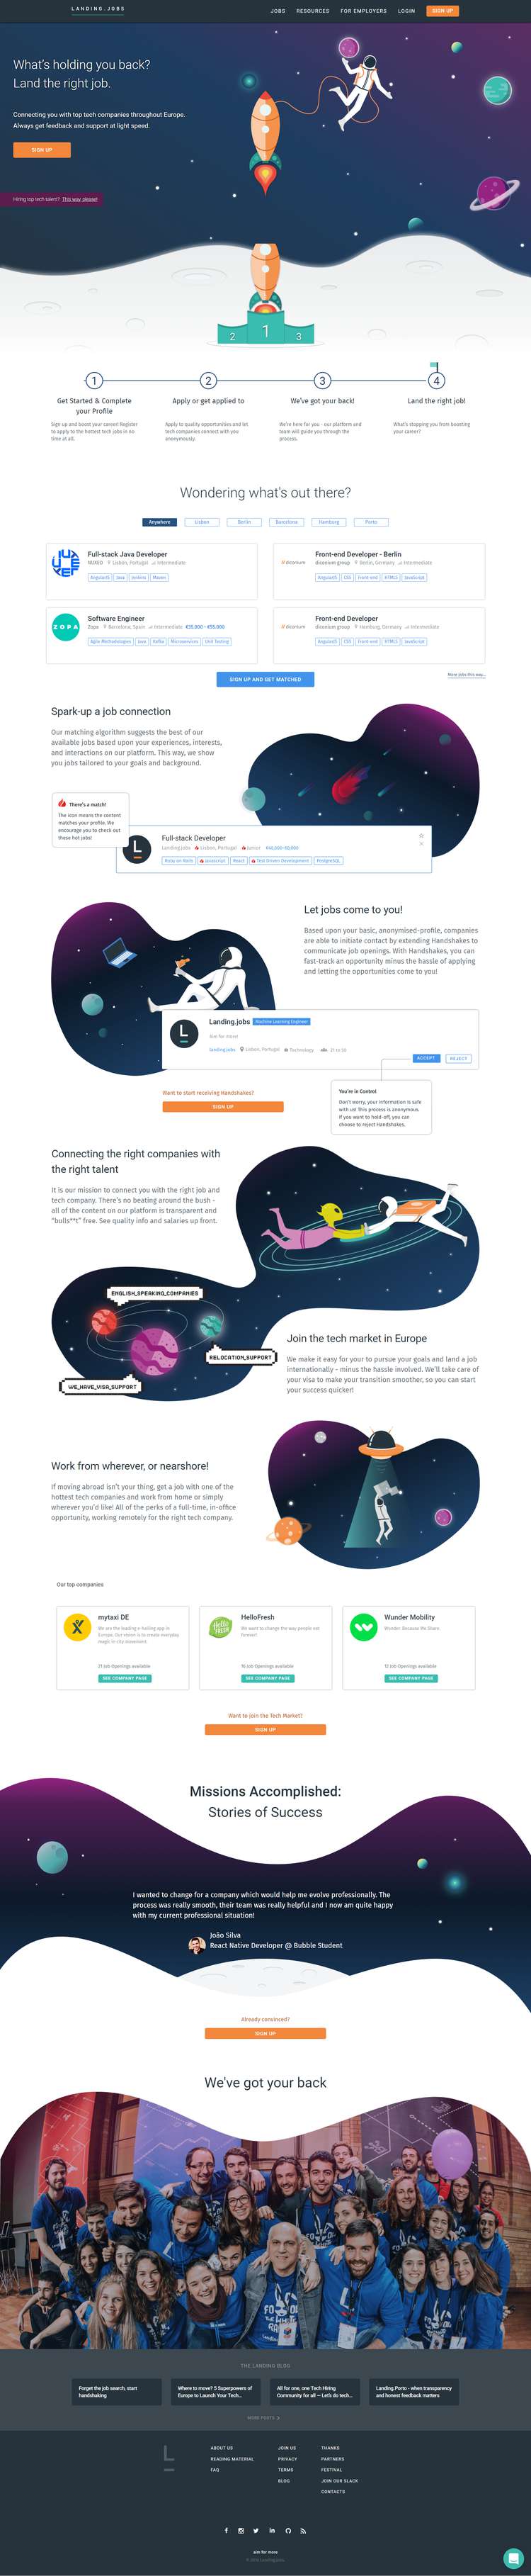 LANDING.JOBS
JOBS
RESOURCES
FOR EMPLOYERS
LOGIN
SIGN UP
What's holding you back?
Land the right job.
Connecting you with top tech companies throughout Europe.
Always get feedback and support at light speed.
SIGN UP
Hiring top tech talent? This way please!
2 1 3
1
2
3
4
Get Started & Complete
your Profile
Sign up and boost your career! Register
to apply to the hottest tech jobs in no
time at all.
Apply or get applied to
Apply to quality opportunities and let
tech companies connect with you
anonymously.
We've got your back!
We're here for you - our platform and
team will guide you through the
process.
Land the right job!
What's stopping you from boosting
your career?
Wondering what's out there?
Anywhere
Lisbon
Berlin
Barcelona
Hamburg
Porto
Full-stack Java Developer
NUXEO Lisbon, Portugal Intermediate
AngularJS Java Jenkins Maven
diconium
Front-end Developer - Berlin
diconium group Berlin, Germany Intermediate
AngularJS CSS Front-end HTML5 JavaScript
ZOPA
Software Engineer
Zopa Barcelona, Spain Intermediate €35,000 - €55,000
Agile Methodologies Java Kafka Microservices Unit Testing
diconium
Front-end Developer
diconium group Hamburg, Germany Intermediate
AngularJS CSS Front-end HTML5 JavaScript
SIGN UP AND GET MATCHED
More jobs this way...
Spark-up a job connection
Our matching algorithm suggests the best of our
available jobs based upon your experiences, interests,
and interactions on our platform. This way, we show
you jobs tailored to your goals and background.
There's a match!
The icon means the content
matches your profile. We
encourage you to check out
these hot jobs!
L
Full-stack Developer
Landing.jobs Lisbon, Portugal Junior
Ruby on Rails Javascript React Test Driven Development PostgreSQL
Let jobs come to you!
Based upon your basic, anonymised-profile, companies
are able to initiate contact by extending Handshakes to
communicate job openings. With Handshakes, you can
fast-track an opportunity minus the hassle of applying
and letting the opportunities come to you!
L
Landing.jobs Machine Learning Engineer
Aim for more!
landing.jobs Lisbon, Portugal Technology 21 to 50
ACCEPT
REJECT
You're in Control
Don't worry, your information is safe
with us! This process is anonymous.
If you want to hold-off, you can
choose to reject Handshakes.
Want to start receiving Handshakes?
SIGN UP
Connecting the right companies with
the right talent
It is our mission to connect you with the right job and
tech company. There's no beating around the bush -
all of the content on our platform is transparent and
"bulls**t" free. See quality info and salaries up front.
ENGLISH_SPEAKING_COMPANIES
RELOCATION_SUPPORT
WE_HAVE_VISA_SUPPORT
Join the tech market in Europe
We make it easy for your to pursue your goals and land a job
internationally - minus the hassle involved. We'll take care of
your visa to make your transition smoother, so you can start
your success quicker!
Work from wherever, or nearshore!
If moving abroad isn't your thing, get a job with one of the
hottest tech companies and work from home or simply
wherever you'd like! All of the perks of a full-time, in-office
opportunity, working remotely for the right tech company.
Our top companies
mytaxi DE
We are the leading e-hailing app in
Europe. Our vision is to create everyday
magic in city movement.
21 Job Openings available
SEE COMPANY PAGE
HELLO FRESH
HelloFresh
We want to change the way people eat
forever!
16 Job Openings available
SEE COMPANY PAGE
Wunder Mobility
Wunder. Because We Share.
12 Job Openings available
SEE COMPANY PAGE
Want to join the Tech Market?
SIGN UP
Missions Accomplished:
Stories of Success
I wanted to change for a company which would help me evolve professionally. The
process was really smooth, their team was really helpful and I now am quite happy
with my current professional situation!
João Silva
React Native Developer @ Bubble Student
Already convinced?
SIGN UP
We've got your back
THE LANDING BLOG
Forget the job search, start
handshaking
Where to move? 5 Superpowers of
Europe to Launch Your Tech...
All for one, one Tech Hiring
Community for all — Let's do tech...
Landing.Porto - when transparency
and honest feedback matters
MORE POSTS
L
ABOUT US
READING MATERIAL
FAQ
JOIN US
PRIVACY
TERMS
BLOG
THANKS
PARTNERS
FESTIVAL
JOIN OUR SLACK
CONTACTS
aim for more